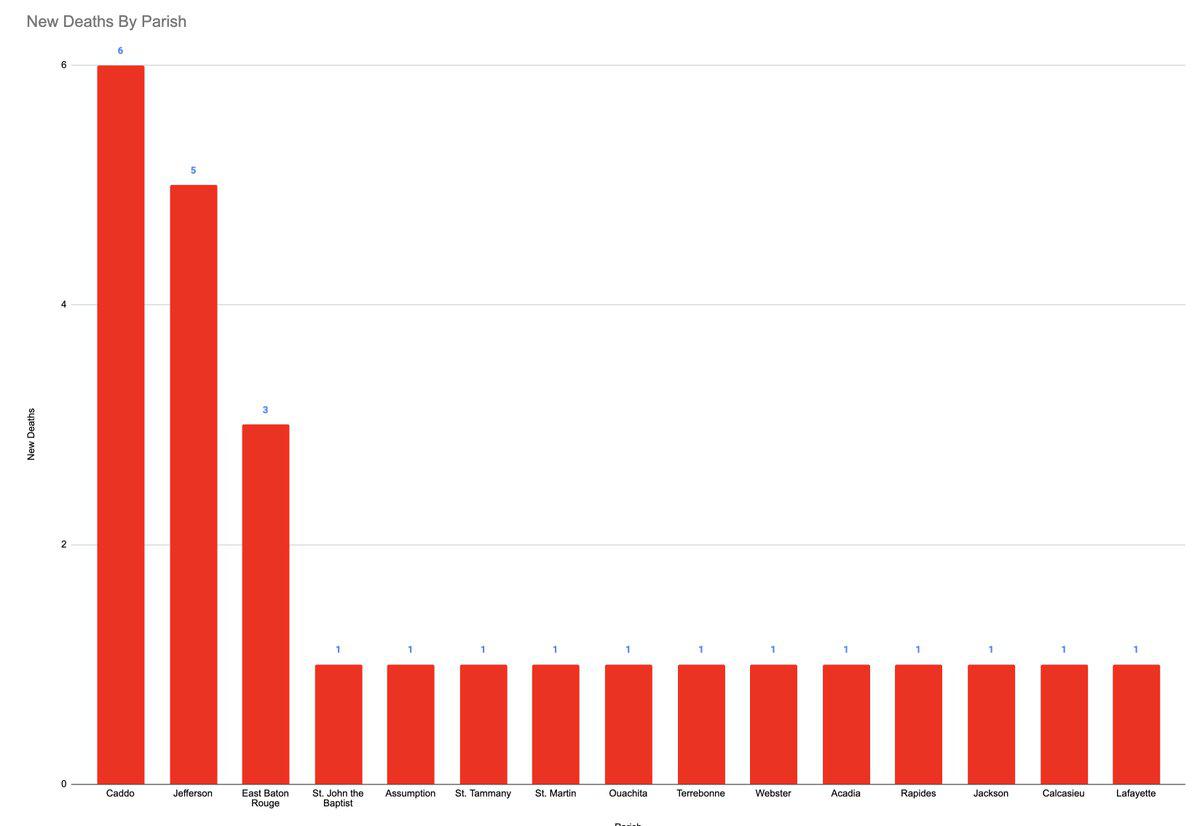 New Deaths By Parish
6
6
5
4
New Deaths
3
2
1
1
1
1
1
1
1
1
1
1
1
1
0
Caddo
Jefferson
East Baton
Rouge
St. John the
Baptist
Assumption
St. Tammany
St. Martin
Ouachita
Terrebonne
Webster
Acadia
Rapides
Jackson
Calcasieu
Lafayette
Parish